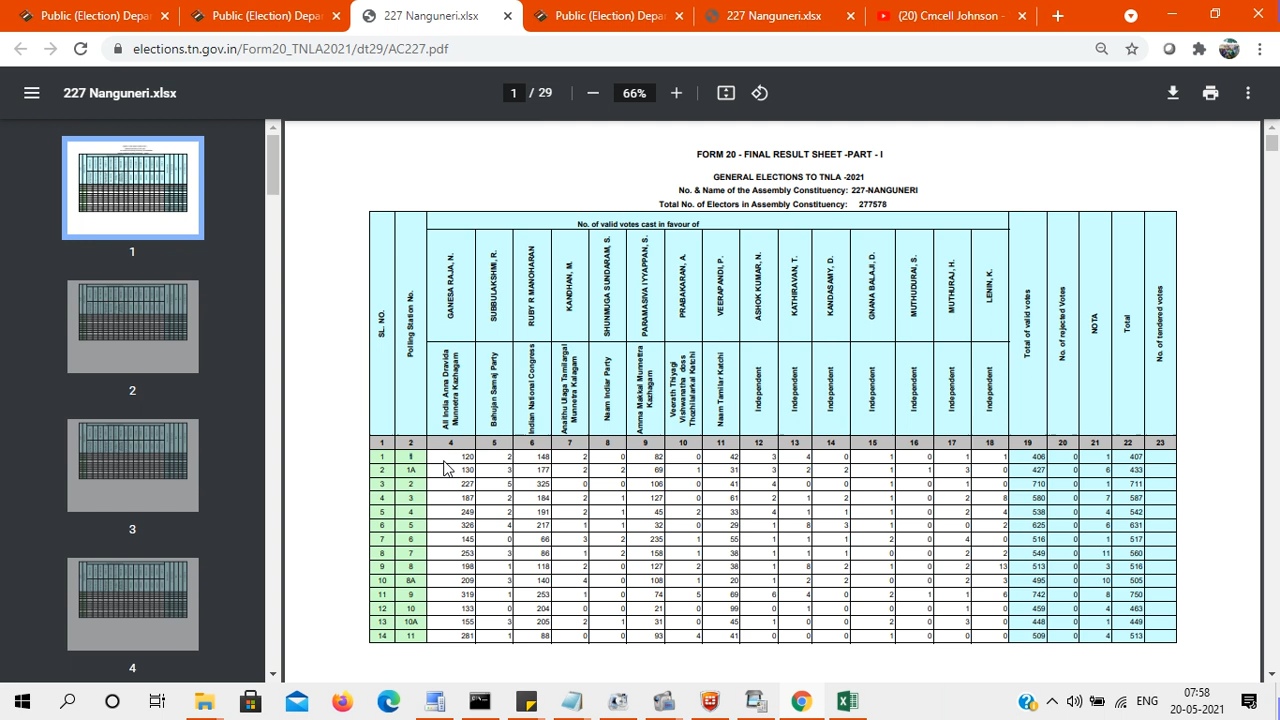 Public (Election) Depar
Public (Election) Depar
227 Nanguneri.xlsx
Public (Election) Depar
227 Nanguneri.xlsx
(20) Cmcell Johnson -
elections.tn.gov.in/Form20_TNLA2021/dt29/AC227.pdf
227 Nanguneri.xlsx
1 / 29
66%
1
2
3
4
FORM 20 - FINAL RESULT SHEET -PART - I
GENERAL ELECTIONS TO TNLA -2021
No. & Name of the Assembly Constituency: 227-NANGUNERI
Total No. of Electors in Assembly Constituency: 277578
SL. NO.
Polling Station No.
No. of valid votes cast in favour of
GANESA RAJA, N.
SUBBULAKSHMI, R.
RUBY R MANOHARAN
KANDHAN, M.
SHUNMUGA SUNDARAM, S.
PARAMASIVA IYYAPPAN, S.
PRABAKARAN, A.
VEERAPANDI, P.
ASHOK KUMAR, N.
KATHIRAVAN, T.
KANDASAMY, D.
GNANA BALAJI, D.
MUTHUDURAI, S.
MUTHURAJ, H.
LENIN, K.
Total of valid votes
No. of rejected Votes
NOTA
Total
No. of tendered votes
All India Anna Dravida
Munnetra Kazhagam
Bahujan Samaj Party
Indian National Congress
Anaithu Ulaga Tamilargal
Munnetra Kalagam
Naam Indiar Party
Amma Makkal Munnettra
Kazhagam
Veerath Thiyagi
Vishwanatha doss
Thozhilalarkal Katchi
Naam Tamilar Katchi
Independent
Independent
Independent
Independent
Independent
Independent
Independent
1 2 4 5 6 7 8 9 10 11 12 13 14 15 16 17 18 19 20 21 22 23
1 1 120 2 148 2 0 82 0 42 3 4 0 1 0 1 1 406 0 1 407
2 1A 130 3 177 2 2 69 1 31 3 2 2 1 1 3 0 427 0 6 433
3 2 227 5 325 0 0 106 0 41 4 0 0 1 0 1 0 710 0 1 711
4 3 187 2 184 2 1 127 0 61 2 1 2 1 0 2 8 580 0 7 587
5 4 249 2 191 2 1 45 2 33 4 1 1 1 0 2 4 538 0 4 542
6 5 326 4 217 1 1 32 0 29 1 8 3 1 0 0 2 625 0 6 631
7 6 145 0 66 3 2 235 1 55 1 1 1 2 0 4 0 516 0 1 517
8 7 253 3 86 1 2 158 1 38 1 1 1 0 0 2 2 549 0 11 560
9 8 198 1 118 2 0 127 2 38 1 8 2 1 0 2 13 513 0 3 516
10 8A 209 3 140 4 0 108 1 20 1 2 2 0 0 2 3 495 0 10 505
11 9 319 1 253 1 0 74 5 69 6 4 0 2 1 1 6 742 0 8 750
12 10 133 0 204 0 0 21 0 99 0 1 0 0 0 1 0 459 0 4 463
13 10A 155 3 205 2 1 31 0 45 1 0 0 2 0 3 0 448 0 1 449
14 11 281 1 88 0 0 93 4 41 0 0 0 1 0 0 0 509 0 4 513
ENG
07:58
20-05-2021